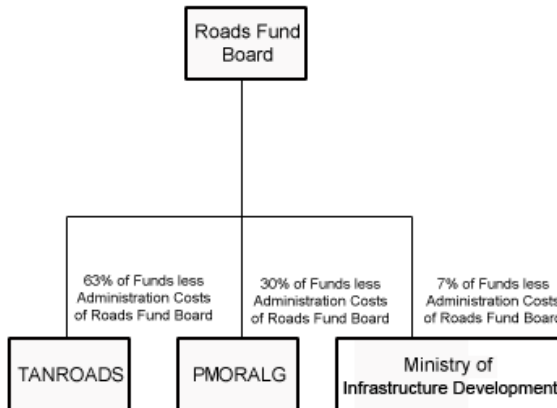 Roads Fund
Board
63% of Funds less
Administration Costs
of Roads Fund Board
30% of Funds less
Administration Costs
of Roads Fund Board
7% of Funds less
Administration Costs
of Roads Fund Board
TANROADS
PMORALG
Ministry of
Infrastructure Development